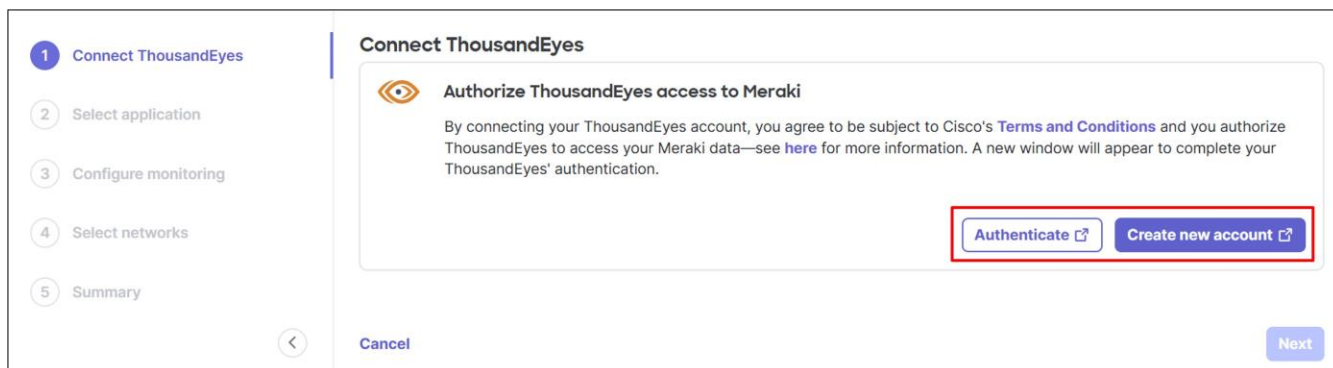 1 Connect ThousandEyes
2 Select application
3 Configure monitoring
4 Select networks
5 Summary
Connect ThousandEyes
Authorize ThousandEyes access to Meraki
By connecting your ThousandEyes account, you agree to be subject to Cisco's Terms and Conditions and you authorize
ThousandEyes to access your Meraki data—see here for more information. A new window will appear to complete your
ThousandEyes' authentication.
Authenticate Create new account
Cancel Next